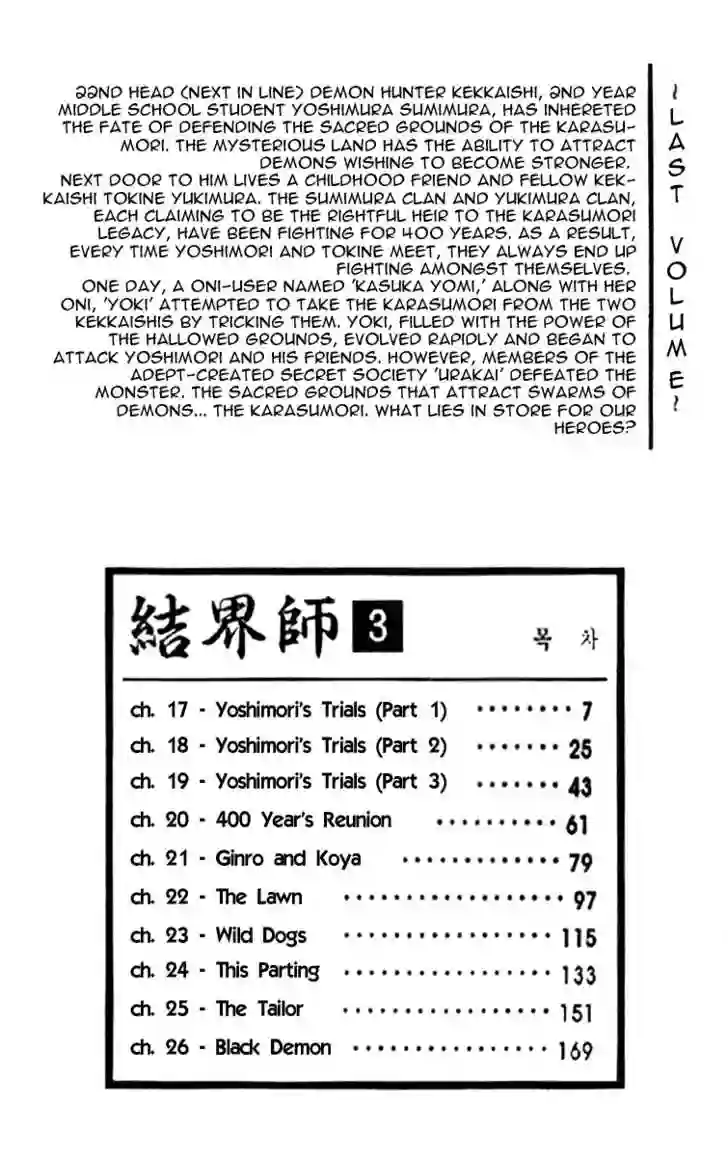 22ND HEAD (NEXT IN LINE) DEMON HUNTER KEKKAISHI, 2ND YEAR
MIDDLE SCHOOL STUDENT YOSHIMURA SUMIMURA, HAS INHERETED
THE FATE OF DEFENDING THE SACRED GROUNDS OF THE KARASU-
MORI. THE MYSTERIOUS LAND HAS THE ABILITY TO ATTRACT
DEMONS WISHING TO BECOME STRONGER.
NEXT DOOR TO HIM LIVES A CHILDHOOD FRIEND AND FELLOW KEK-
KAISHI TOKINE YUKIMURA. THE SUMIMURA CLAN AND YUKIMURA CLAN,
EACH CLAIMING TO BE THE RIGHTFUL HEIR TO THE KARASUMORI
LEGACY, HAVE BEEN FIGHTING FOR 400 YEARS. AS A RESULT,
EVERY TIME YOSHIMORI AND TOKINE MEET, THEY ALWAYS END UP
FIGHTING AMONGST THEMSELVES.
ONE DAY, A ONI-USER NAMED 'KASUKA YOMI,' ALONG WITH HER
ONI, 'YOKI' ATTEMPTED TO TAKE THE KARASUMORI FROM THE TWO
KEKKAISHIS BY TRICKING THEM. YOKI, FILLED WITH THE POWER OF
THE HALLOWED GROUNDS, EVOLVED RAPIDLY AND BEGAN TO
ATTACK YOSHIMORI AND HIS FRIENDS. HOWEVER, MEMBERS OF THE
ADEPT-CREATED SECRET SOCIETY 'URAKAI' DEFEATED THE
MONSTER. THE SACRED GROUNDS THAT ATTRACT SWARMS OF
DEMONS... THE KARASUMORI. WHAT LIES IN STORE FOR OUR
HEROES?
~LAST VOLUME~
結界師 3 목 차
ch. 17 - Yoshimori's Trials (Part 1) ········ 7
ch. 18 - Yoshimori's Trials (Part 2) ······· 25
ch. 19 - Yoshimori's Trials (Part 3) ······· 43
ch. 20 - 400 Year's Reunion ·········· 61
ch. 21 - Ginro and Koya ············· 79
ch. 22 - The Lawn ·················· 97
ch. 23 - Wild Dogs ················· 115
ch. 24 - This Parting ················· 133
ch. 25 - The Tailor ················· 151
ch. 26 - Black Demon ················ 169